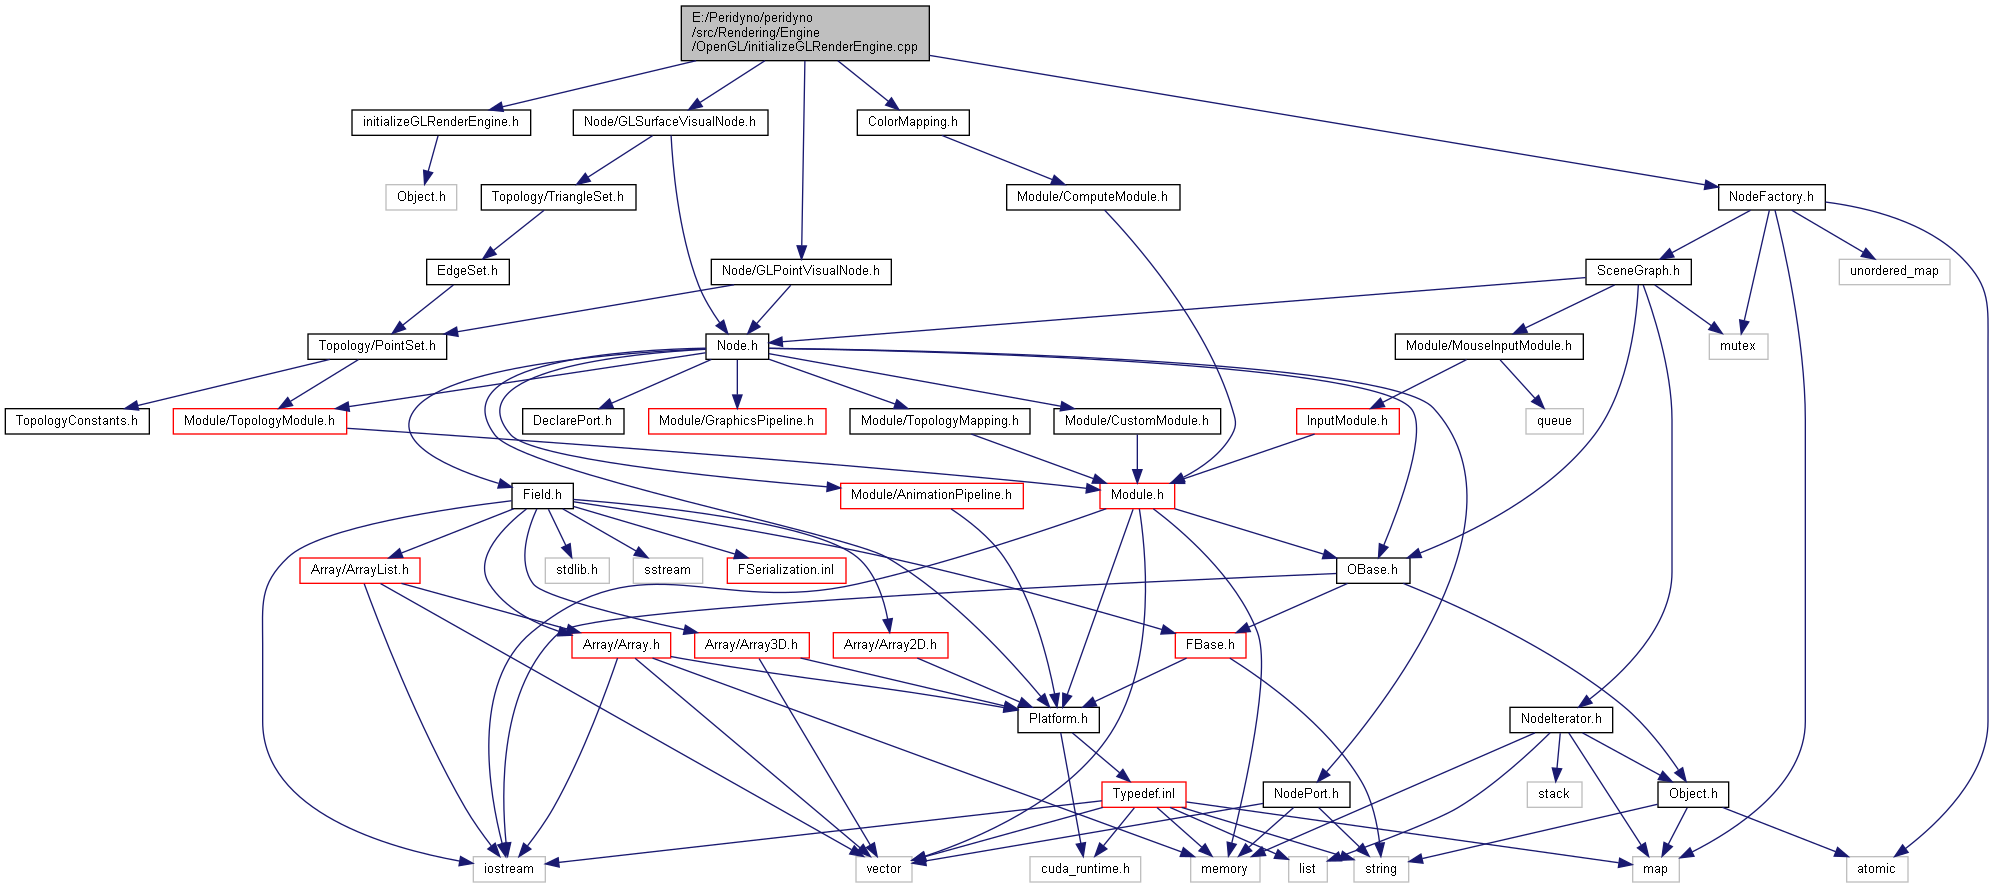 E:/Peridyno/peridyno
/src/Rendering/Engine
/OpenGL/initializeGLRenderEngine.cpp
initializeGLRenderEngine.h
Node/GLSurfaceVisualNode.h
ColorMapping.h
Object.h
Topology/TriangleSet.h
Module/ComputeModule.h
NodeFactory.h
EdgeSet.h
Node/GLPointVisualNode.h
SceneGraph.h
unordered_map
Topology/PointSet.h
Node.h
Module/MouseInputModule.h
mutex
TopologyConstants.h
Module/TopologyModule.h
DeclarePort.h
Module/GraphicsPipeline.h
Module/TopologyMapping.h
Module/CustomModule.h
InputModule.h
queue
Field.h
Module/AnimationPipeline.h
Module.h
Array/ArrayList.h
stdlib.h
sstream
FSerialization.inl
OBase.h
Array/Array.h
Array/Array3D.h
Array/Array2D.h
FBase.h
Platform.h
NodeIterator.h
Typedef.inl
NodePort.h
stack
Object.h
iostream
vector
cuda_runtime.h
memory
list
string
map
atomic